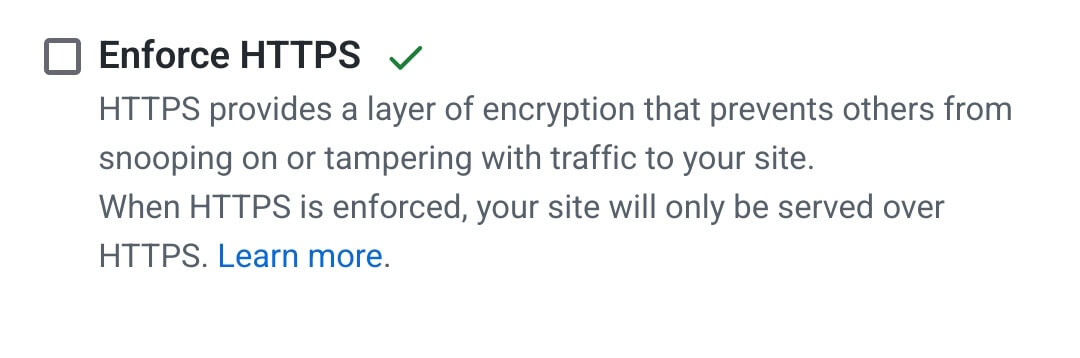 Enforce HTTPS
HTTPS provides a layer of encryption that prevents others from
snooping on or tampering with traffic to your site.
When HTTPS is enforced, your site will only be served over
HTTPS. Learn more.